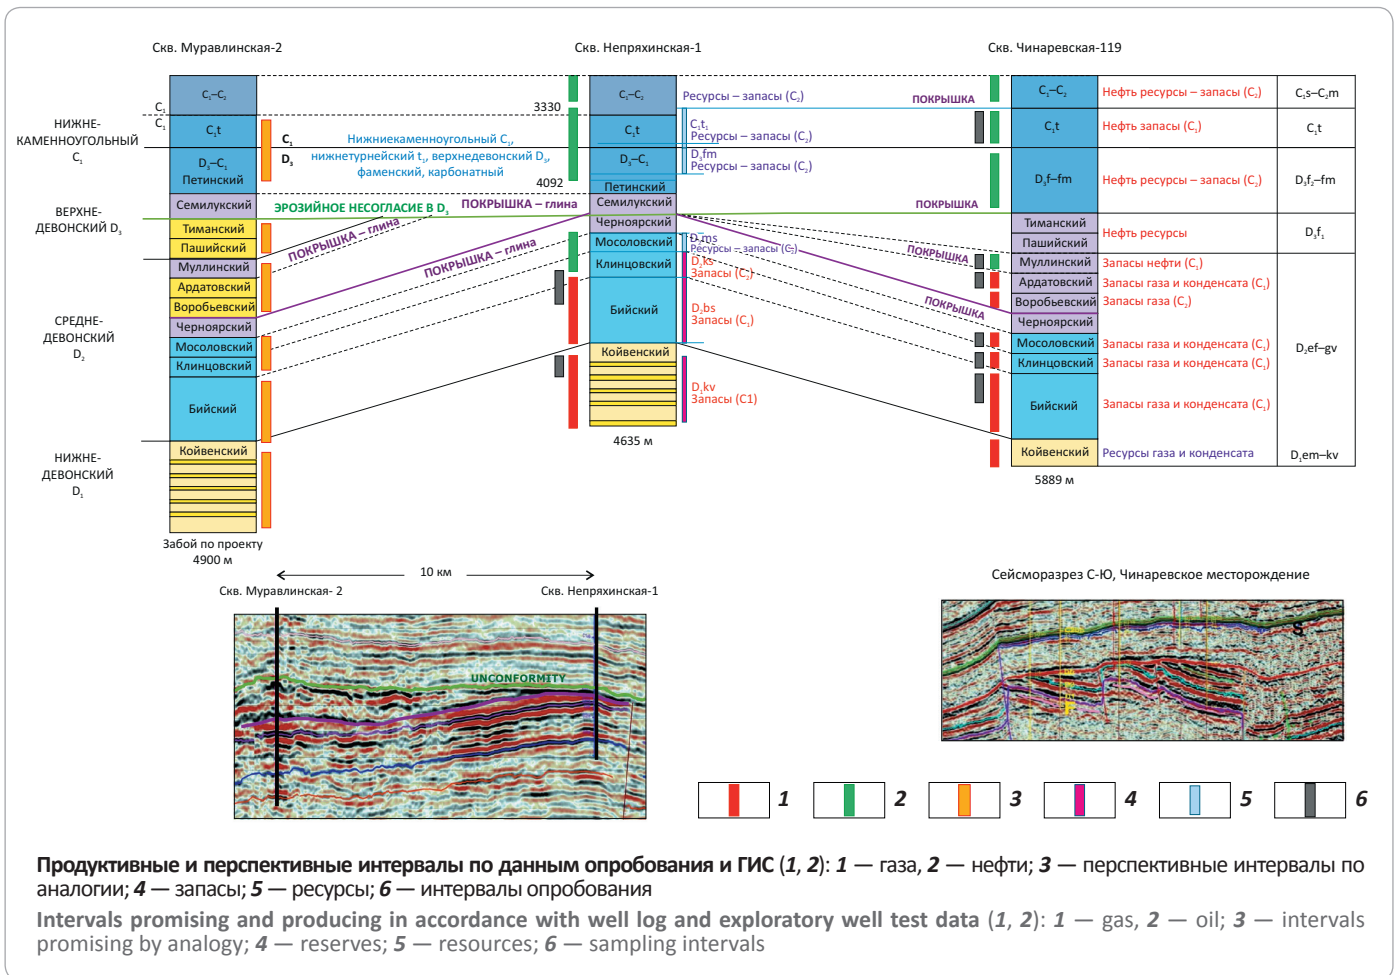 Скв. Муравлинская-2
Скв. Непряхинская-1
Скв. Чинаревская-119
НИЖНЕ-
КАМЕННОУГОЛЬНЫЙ
C₁
ВЕРХНЕ-
ДЕВОНСКИЙ D₃
СРЕДНЕ-
ДЕВОНСКИЙ
D₂
НИЖНЕ-
ДЕВОНСКИЙ
D₁
C₁
C₁
C₁–C₂
C₁t
D₃–C₁
Петинский
Семилукский
Тиманский
Пашийский
Муллинский
Ардатовский
Воробьевский
Черноярский
Мосоловский
Клинцовский
Бийский
Койвенский
Забой по проекту
4900 м
C₁
D₃
Нижниекаменноугольный C₁,
нижнетурнейский t₁, верхнедевонский D₃,
фаменский, карбонатный
3330
4092
ЭРОЗИЙНОЕ НЕСОГЛАСИЕ В D₃
ПОКРЫШКА – глина
ПОКРЫШКА – глина
ПОКРЫШКА – глина
C₁–C₂
C₁t
D₃–C₁
Петинский
Семилукский
Черноярский
Мосоловский
Клинцовский
Бийский
Койвенский
4635 м
Ресурсы – запасы (C₂)
C₁t₁
Ресурсы – запасы (C₂)
D₃fm
Ресурсы – запасы (C₂)
Ресурсы – запасы (C₂)
D₂ks
Запасы (C₂)
D₂bs
Запасы (C₁)
D₁kv
Запасы (C1)
ПОКРЫШКА
ПОКРЫШКА
ПОКРЫШКА
ПОКРЫШКА
C₁–C₂
C₁t
D₃f–fm
Тиманский
Пашийский
Муллинский
Ардатовский
Воробьевский
Черноярский
Мосоловский
Клинцовский
Бийский
Койвенский
5889 м
Нефть ресурсы – запасы (C₂)
Нефть запасы (C₁)
Нефть ресурсы – запасы (C₂)
Нефть ресурсы
Запасы нефти (C₁)
Запасы газа и конденсата (C₁)
Запасы газа (C₂)
Запасы газа и конденсата (C₁)
Запасы газа и конденсата (C₁)
Запасы газа и конденсата (C₁)
Ресурсы газа и конденсата
C₁s–C₂m
C₁t
D₃f₂–fm
D₃f₁
D₂ef–gv
D₁em–kv
10 км
Скв. Муравлинская- 2
Скв. Непряхинская-1
UNCONFORMITY
Сейсморазрез С-Ю, Чинаревское месторождение
S
F
1
2
3
4
5
6
Продуктивные и перспективные интервалы по данным опробования и ГИС (1, 2): 1 — газа, 2 — нефти; 3 — перспективные интервалы по
аналогии; 4 — запасы; 5 — ресурсы; 6 — интервалы опробования
Intervals promising and producing in accordance with well log and exploratory well test data (1, 2): 1 — gas, 2 — oil; 3 — intervals
promising by analogy; 4 — reserves; 5 — resources; 6 — sampling intervals